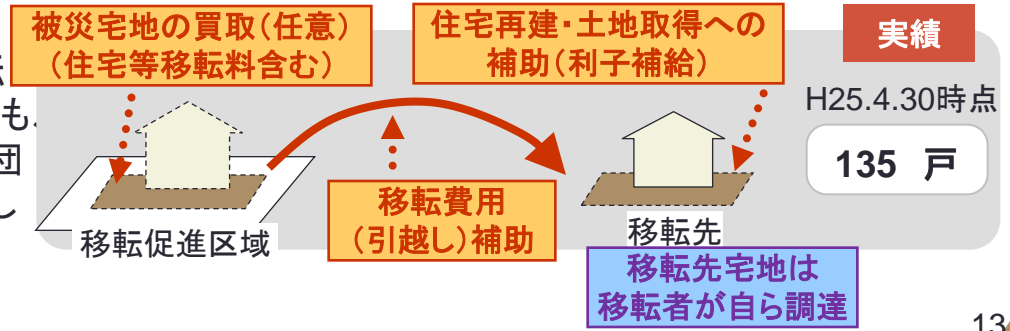 被災宅地の買取(任意)
(住宅等移転料含む)
住宅再建・土地取得への
補助(利子補給)
実績
も、
団
し
H25.4.30時点
135 戸
移転費用
(引越し)補助
移転促進区域
移転先
移転先宅地は
移転者が自ら調達
13